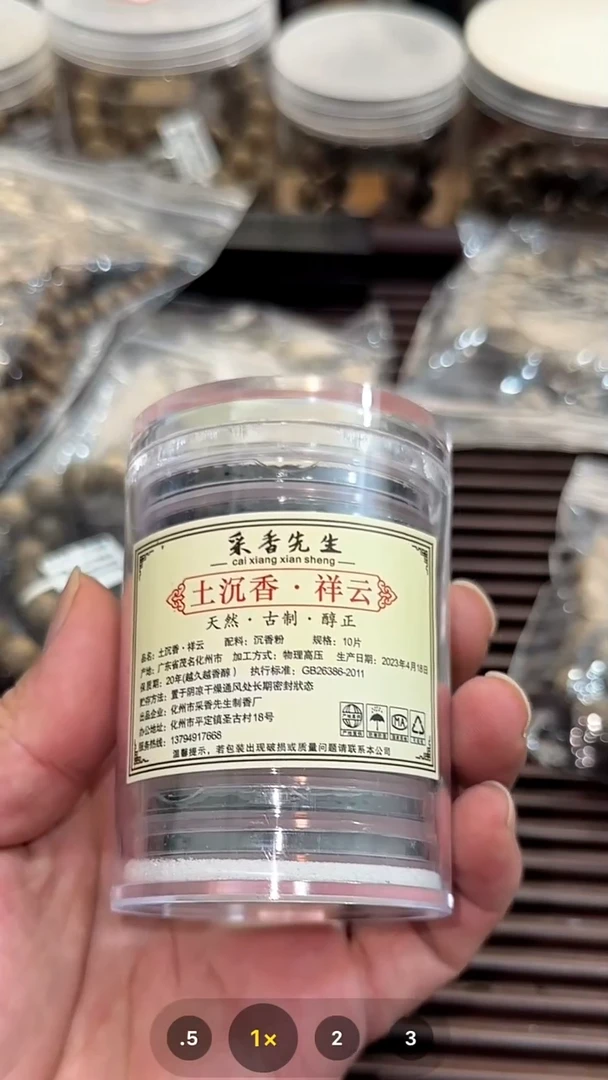 采香先生
cai xiang xian sheng
土沉香·祥云
天然·古制·醇正
品名：土沉香·祥云 配料：沉香粉 规格：10片
产地：广东省茂名化州市 加工方式：物理高压 生产日期：2023年4月18日
保质期：20年(越久越香醇) 执行标准：GB26386-2011
贮存方法：置于阴凉干燥通风处长期密封状态
出品企业：化州市采香先生制香厂
办公地址：化州市平定镇圣古村18号
服务热线：13794917668
温馨提示，若包装出现破损或质量问题请联系本公司
MA
.5 1× 2 3